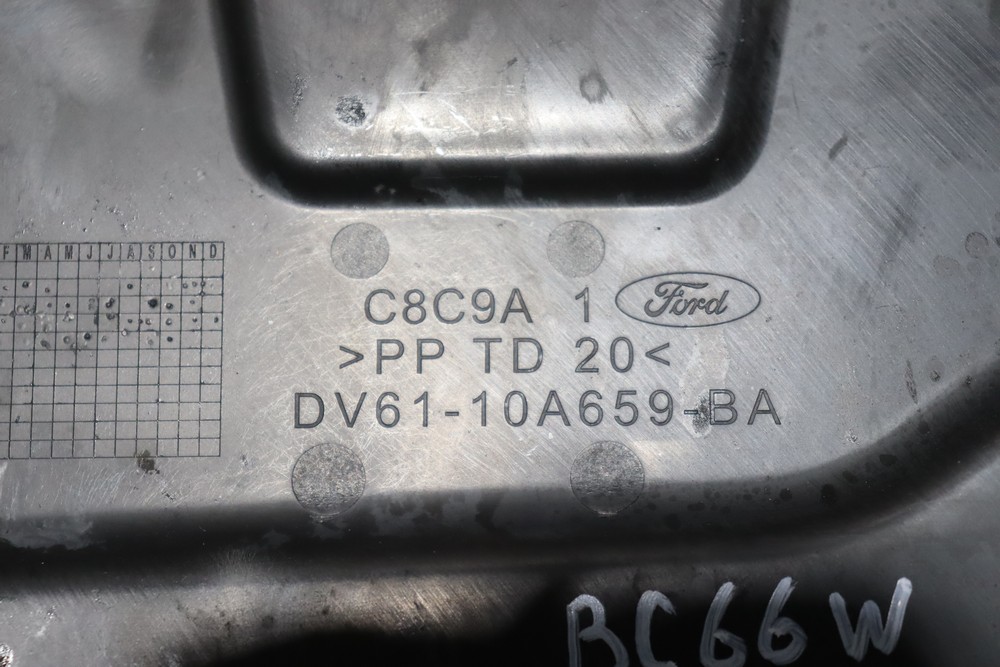 F M A M J J A S O N D
C8C9A 1 Ford
>PP TD 20<
DV61-10A659-BA
BC66W